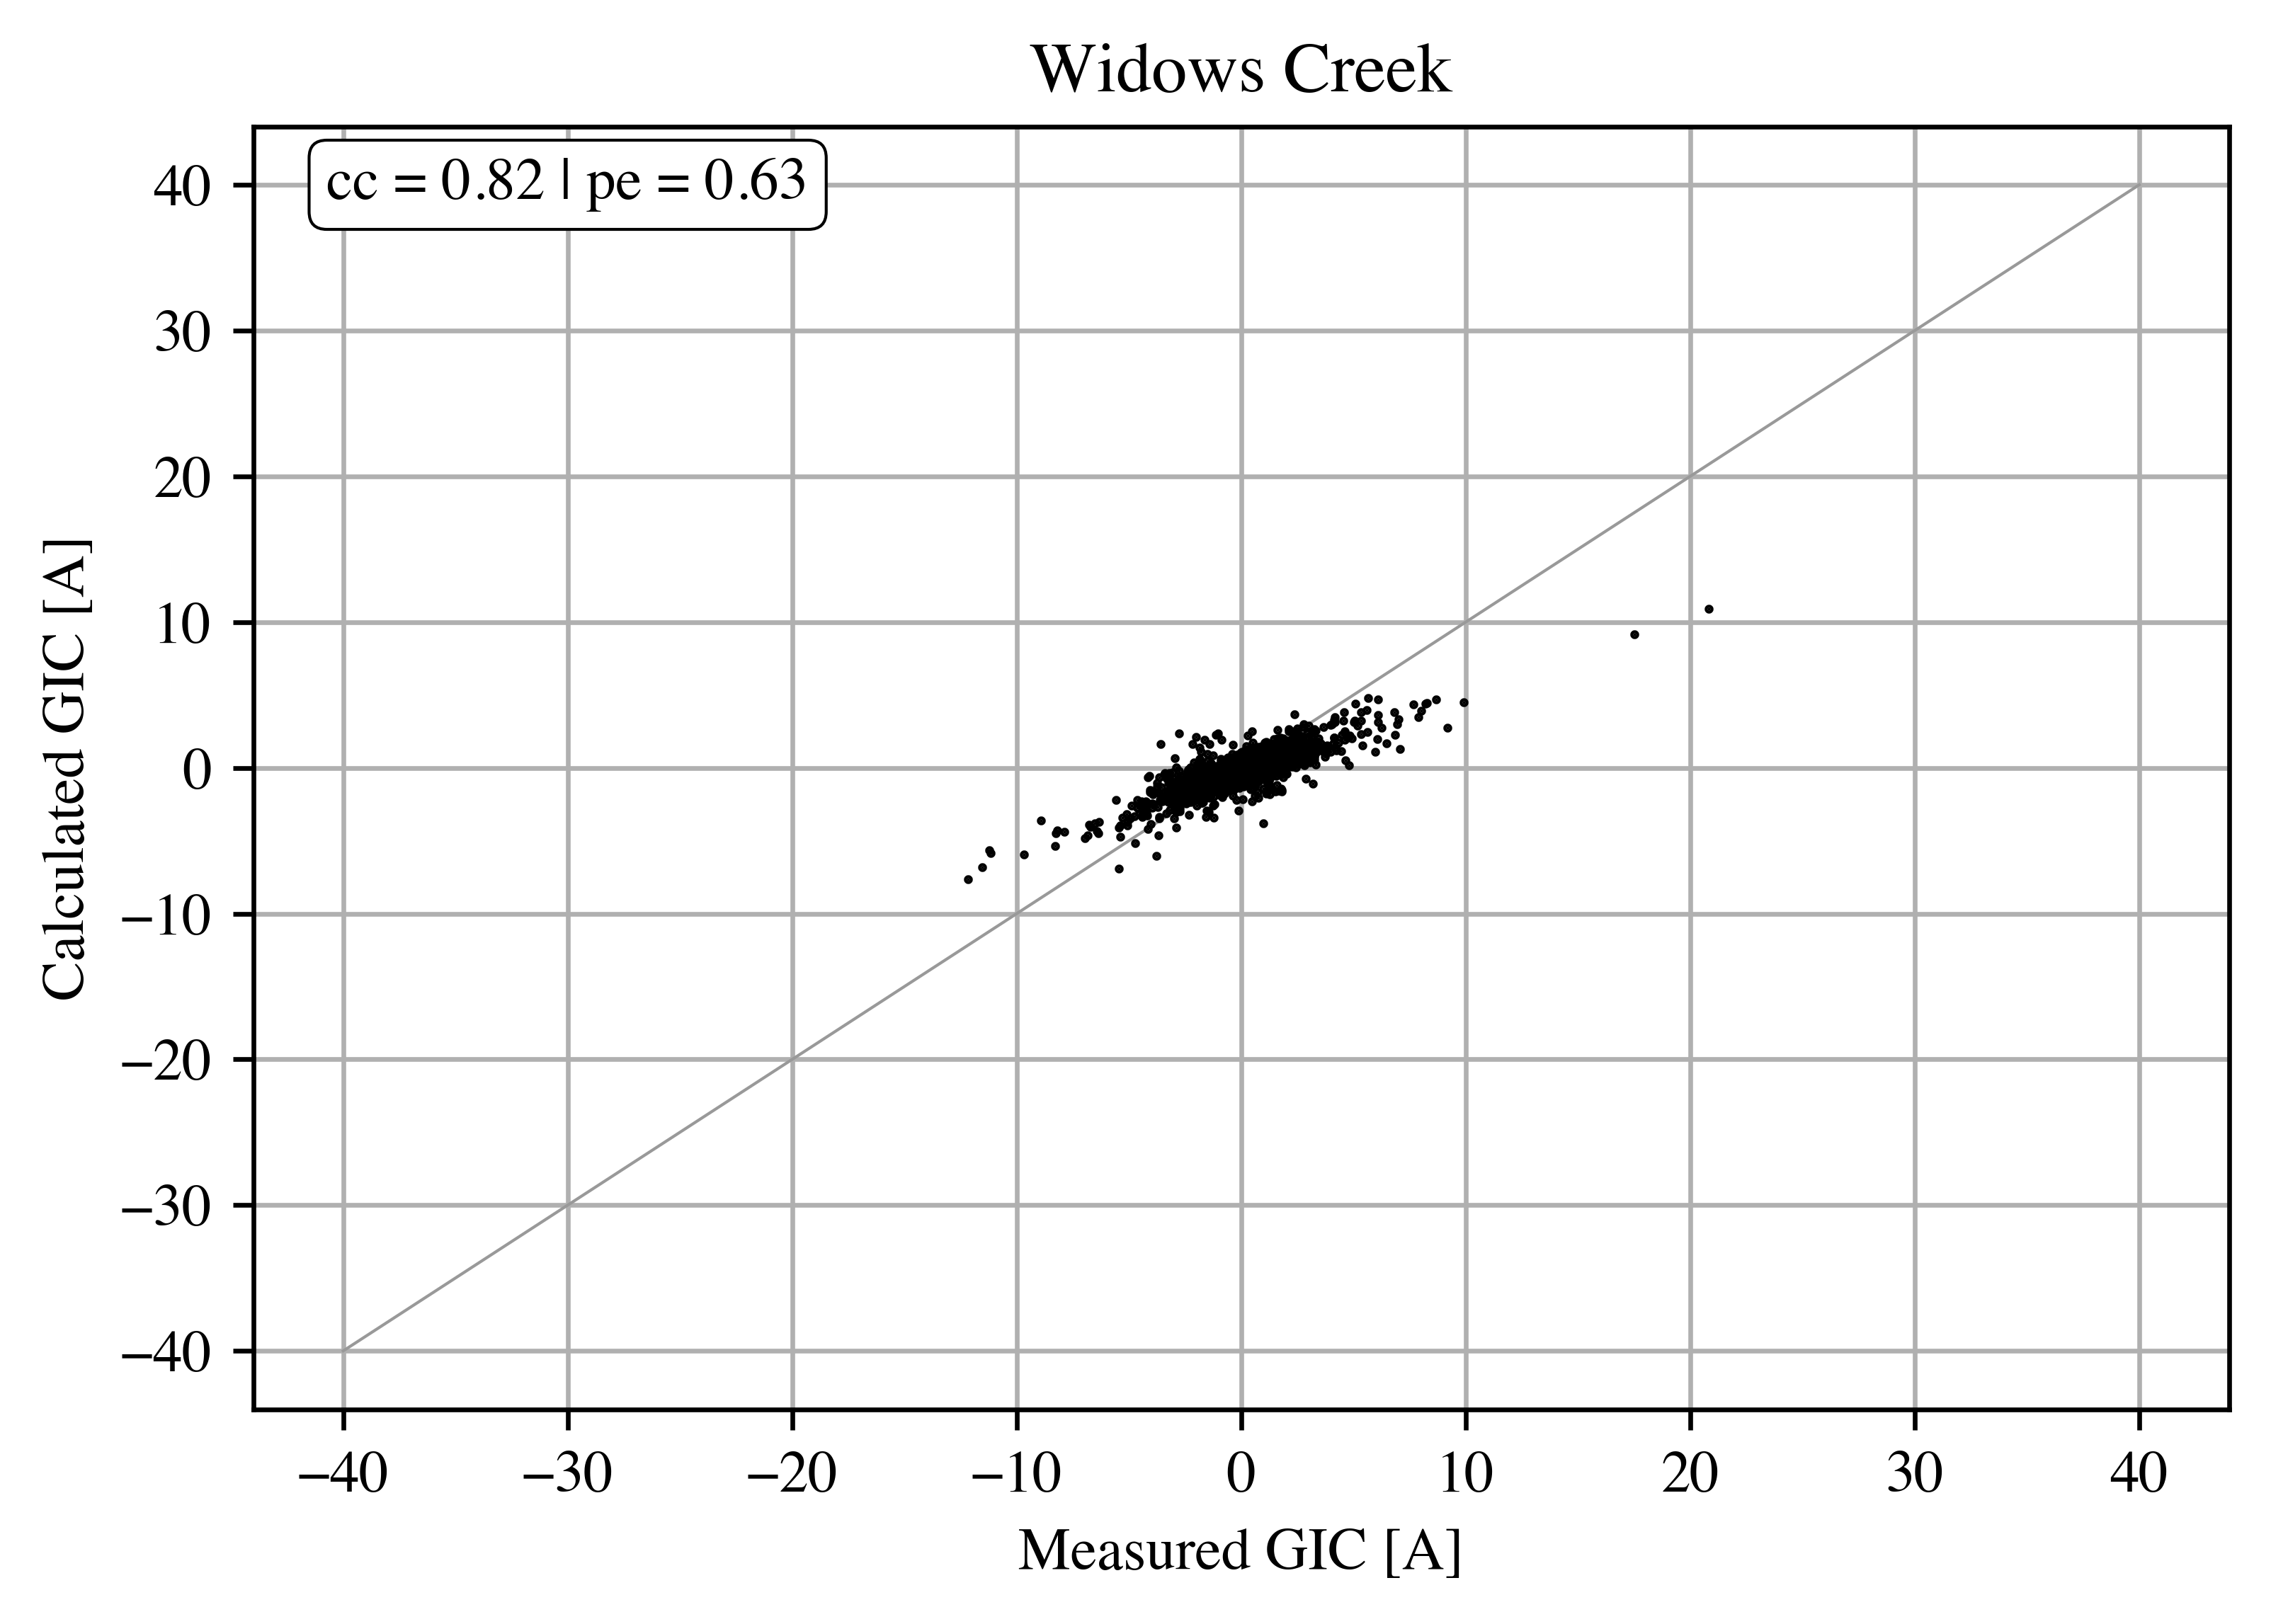 Widows Creek
cc = 0.82 | pe = 0.63
40
30
20
10
0
−10
−20
−30
−40
Calculated GIC [A]
−40 −30 −20 −10 0 10 20 30 40
Measured GIC [A]